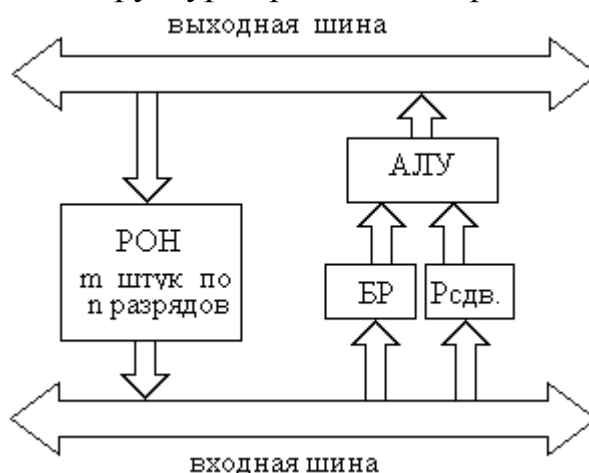 выходная шина
АЛУ
РОН
m штук по
n разрядов
БР
Рсдв.
входная шина